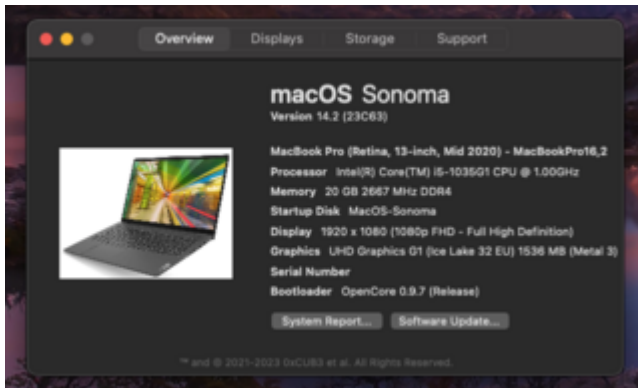 Overview Displays Storage Support
macOS Sonoma
Version 14.2 (23C63)
MacBook Pro (Retina, 13-inch, Mid 2020) - MacBookPro16,2
Processor Intel(R) Core(TM) i5-1035G1 CPU @ 1.00GHz
Memory 20 GB 2667 MHz DDR4
Startup Disk MacOS-Sonoma
Display 1920 x 1080 (1080p FHD - Full High Definition)
Graphics UHD Graphics G1 (Ice Lake 32 EU) 1536 MB (Metal 3)
Serial Number
Bootloader OpenCore 0.9.7 (Release)
System Report... Software Update...
™ and © 2021-2023 0xCUB3 et al. All Rights Reserved.